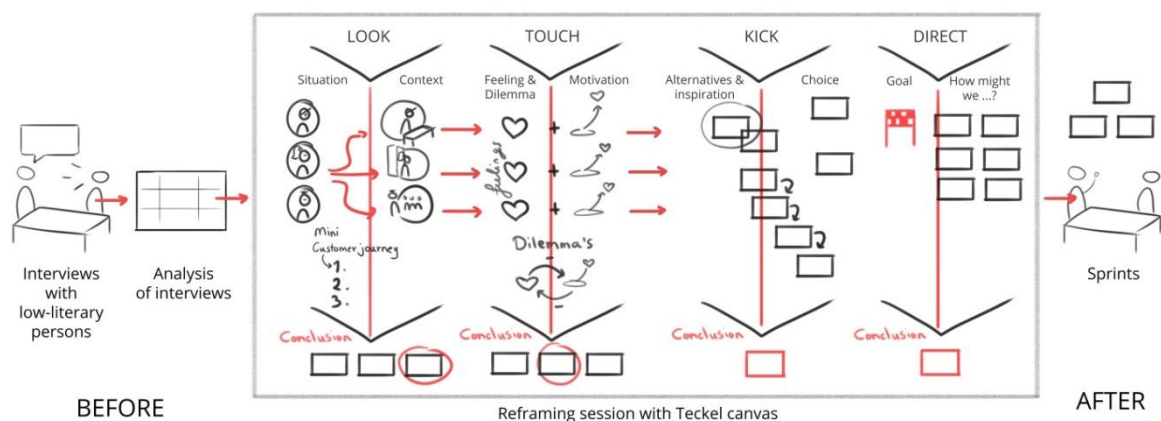 LOOK
TOUCH
KICK
DIRECT
Situation
Context
Feeling &
Dilemma
Motivation
Alternatives &
inspiration
Choice
Goal
How might
we ...?
feelings
Mini
Customer journey
1.
2.
3.
Dilemma's
Interviews
with
low-literary
persons
Analysis
of interviews
Sprints
Conclusion
Conclusion
Conclusion
Conclusion
BEFORE
Reframing session with Teckel canvas
AFTER